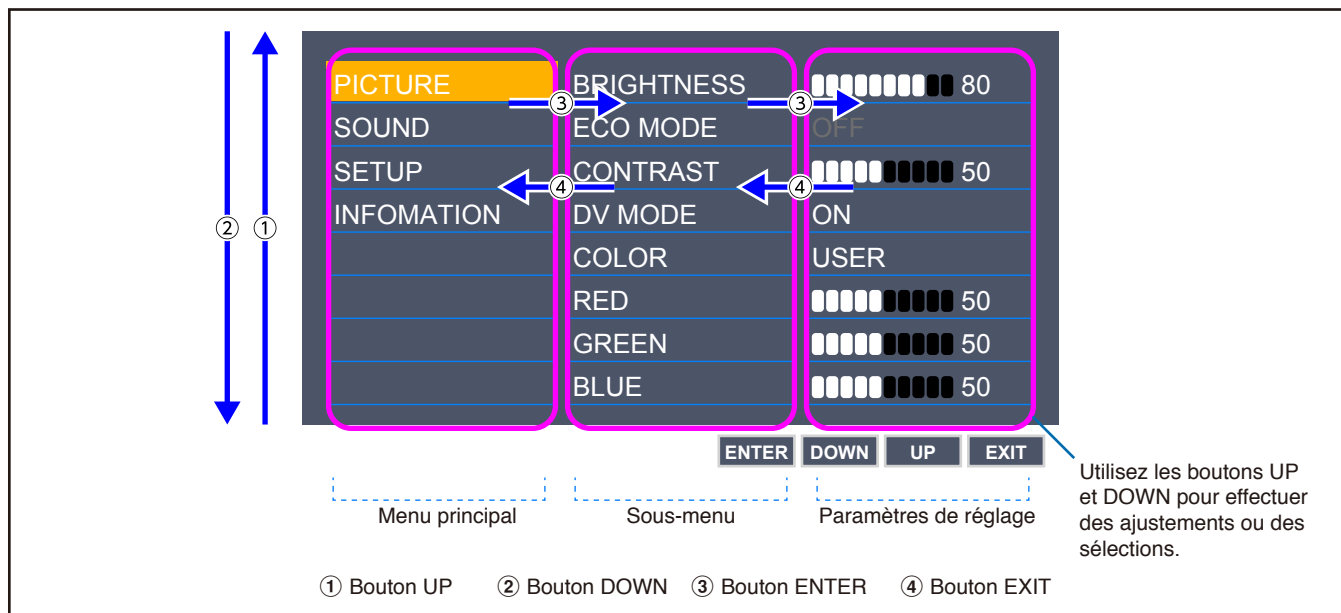 PICTURE BRIGHTNESS 80
③ ③
SOUND ECO MODE OFF
SETUP CONTRAST 50
④ ④
INFOMATION DV MODE ON
② ①
COLOR USER
RED 50
GREEN 50
BLUE 50
ENTER DOWN UP EXIT
Utilisez les boutons UP
et DOWN pour effectuer
des ajustements ou des
sélections.
Menu principal Sous-menu Paramètres de réglage
① Bouton UP ② Bouton DOWN ③ Bouton ENTER ④ Bouton EXIT